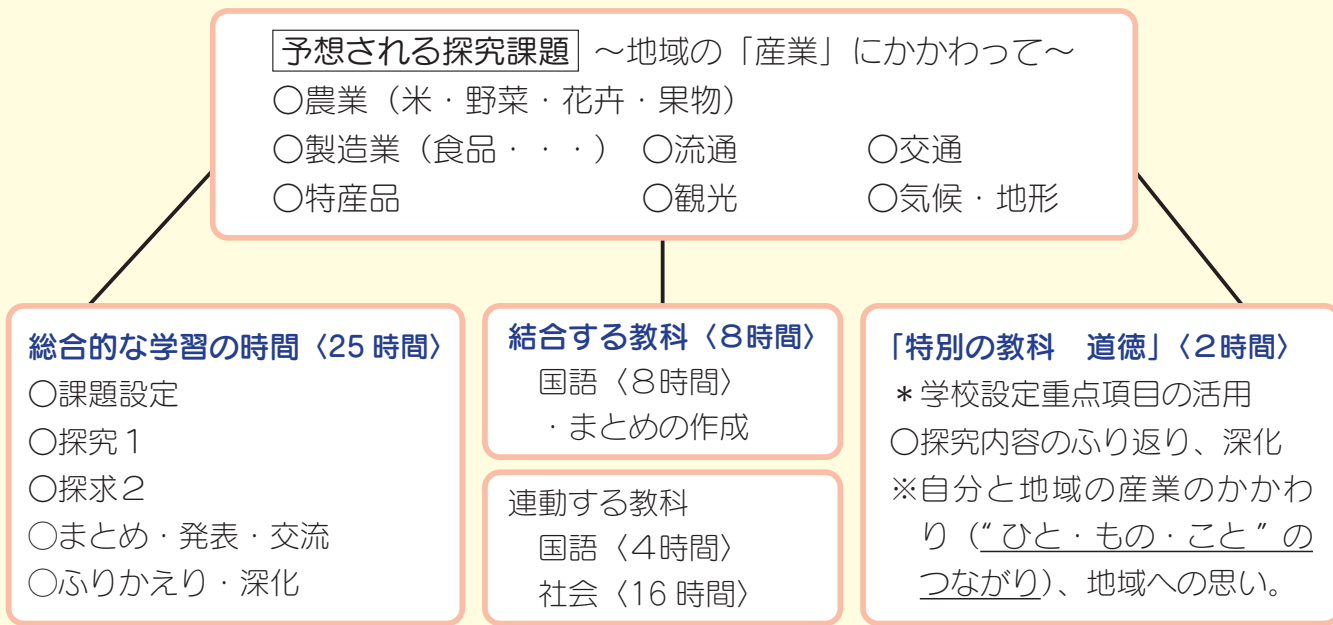 予想される探究課題 ～地域の「産業」にかかわって～
○農業（米・野菜・花卉・果物）
○製造業（食品・・・） ○流通 ○交通
○特産品 ○観光 ○気候・地形
総合的な学習の時間〈25時間〉
○課題設定
○探究１
○探求２
○まとめ・発表・交流
○ふりかえり・深化
結合する教科〈８時間〉
国語〈８時間〉
・まとめの作成
連動する教科
国語〈４時間〉
社会〈16時間〉
「特別の教科　道徳」〈２時間〉
＊学校設定重点項目の活用
○探究内容のふり返り、深化
※自分と地域の産業のかかわ
り（“ひと・もの・こと”の
つながり）、地域への思い。